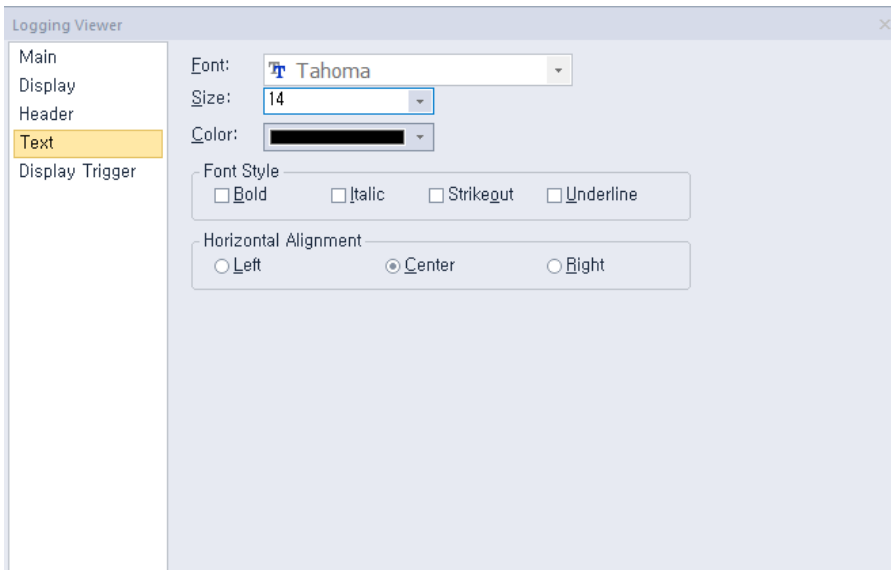 Logging Viewer
Main
Display
Header
Text
Display Trigger
Font: Tahoma
Size: 14
Color:
Font Style
Bold Italic Strikeout Underline
Horizontal Alignment
Left Center Right